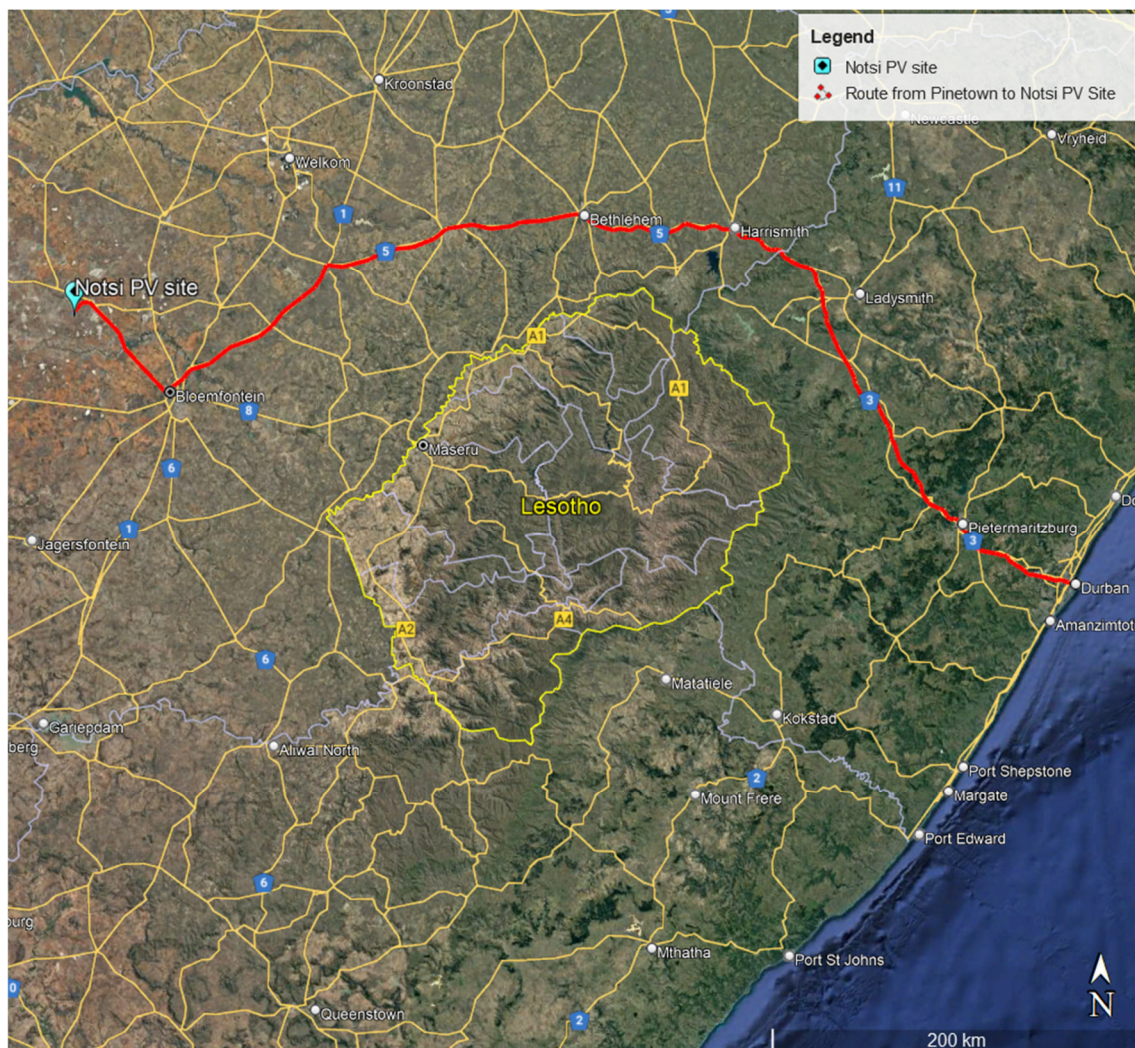 Legend
Notsi PV site
Route from Pinetown to Notsi PV Site
Kroonstad
Newcastle
Vryheid
Welkom
11
1
Bethlehem
5
5
Harrismith
Notsi PV site
Ladysmith
A1
A1
Bloemfontein
8
3
Maseru
6
Lesotho
1
Pietermaritzburg
3
Jagersfontein
Durban
Amanzimtot
A4
A2
6
Matatiele
Kokstad
Gariepdam
berg
Aliwal North
Port Shepstone
2
Mount Frere
Margate
Port Edward
6
burg
Mthatha
Port St Johns
N
Queenstown
2
200 km